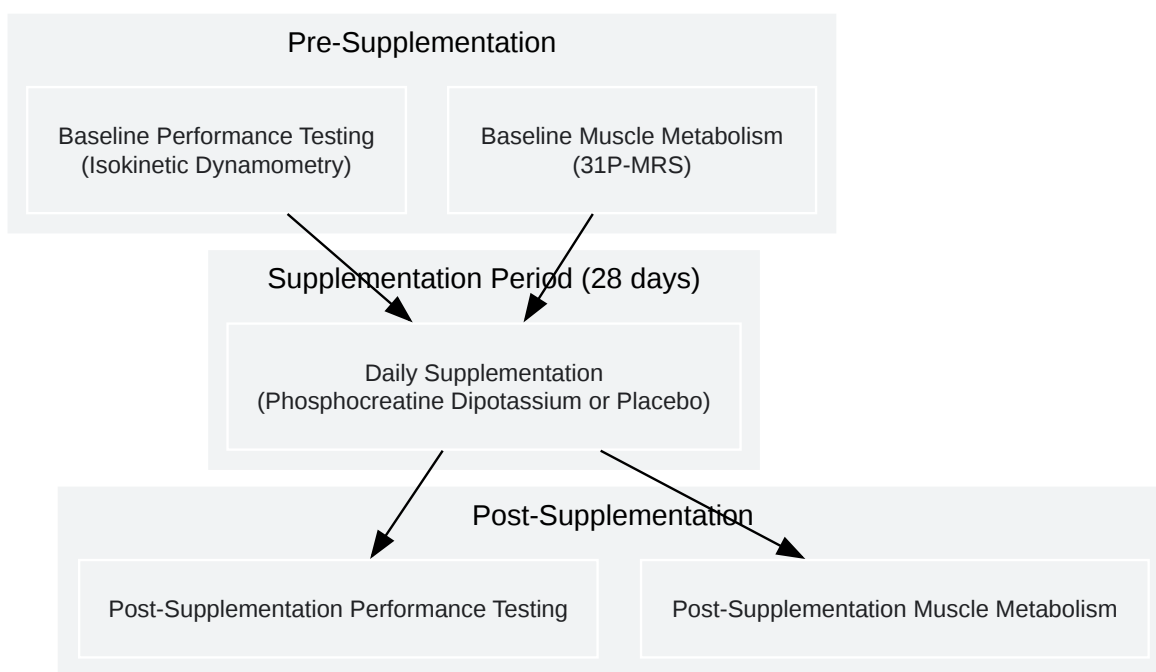 Pre-Supplementation
Baseline Performance Testing
(Isokinetic Dynamometry)
Baseline Muscle Metabolism
(31P-MRS)
Supplementation Period (28 days)
Daily Supplementation
(Phosphocreatine Dipotassium or Placebo)
Post-Supplementation
Post-Supplementation Performance Testing
Post-Supplementation Muscle Metabolism